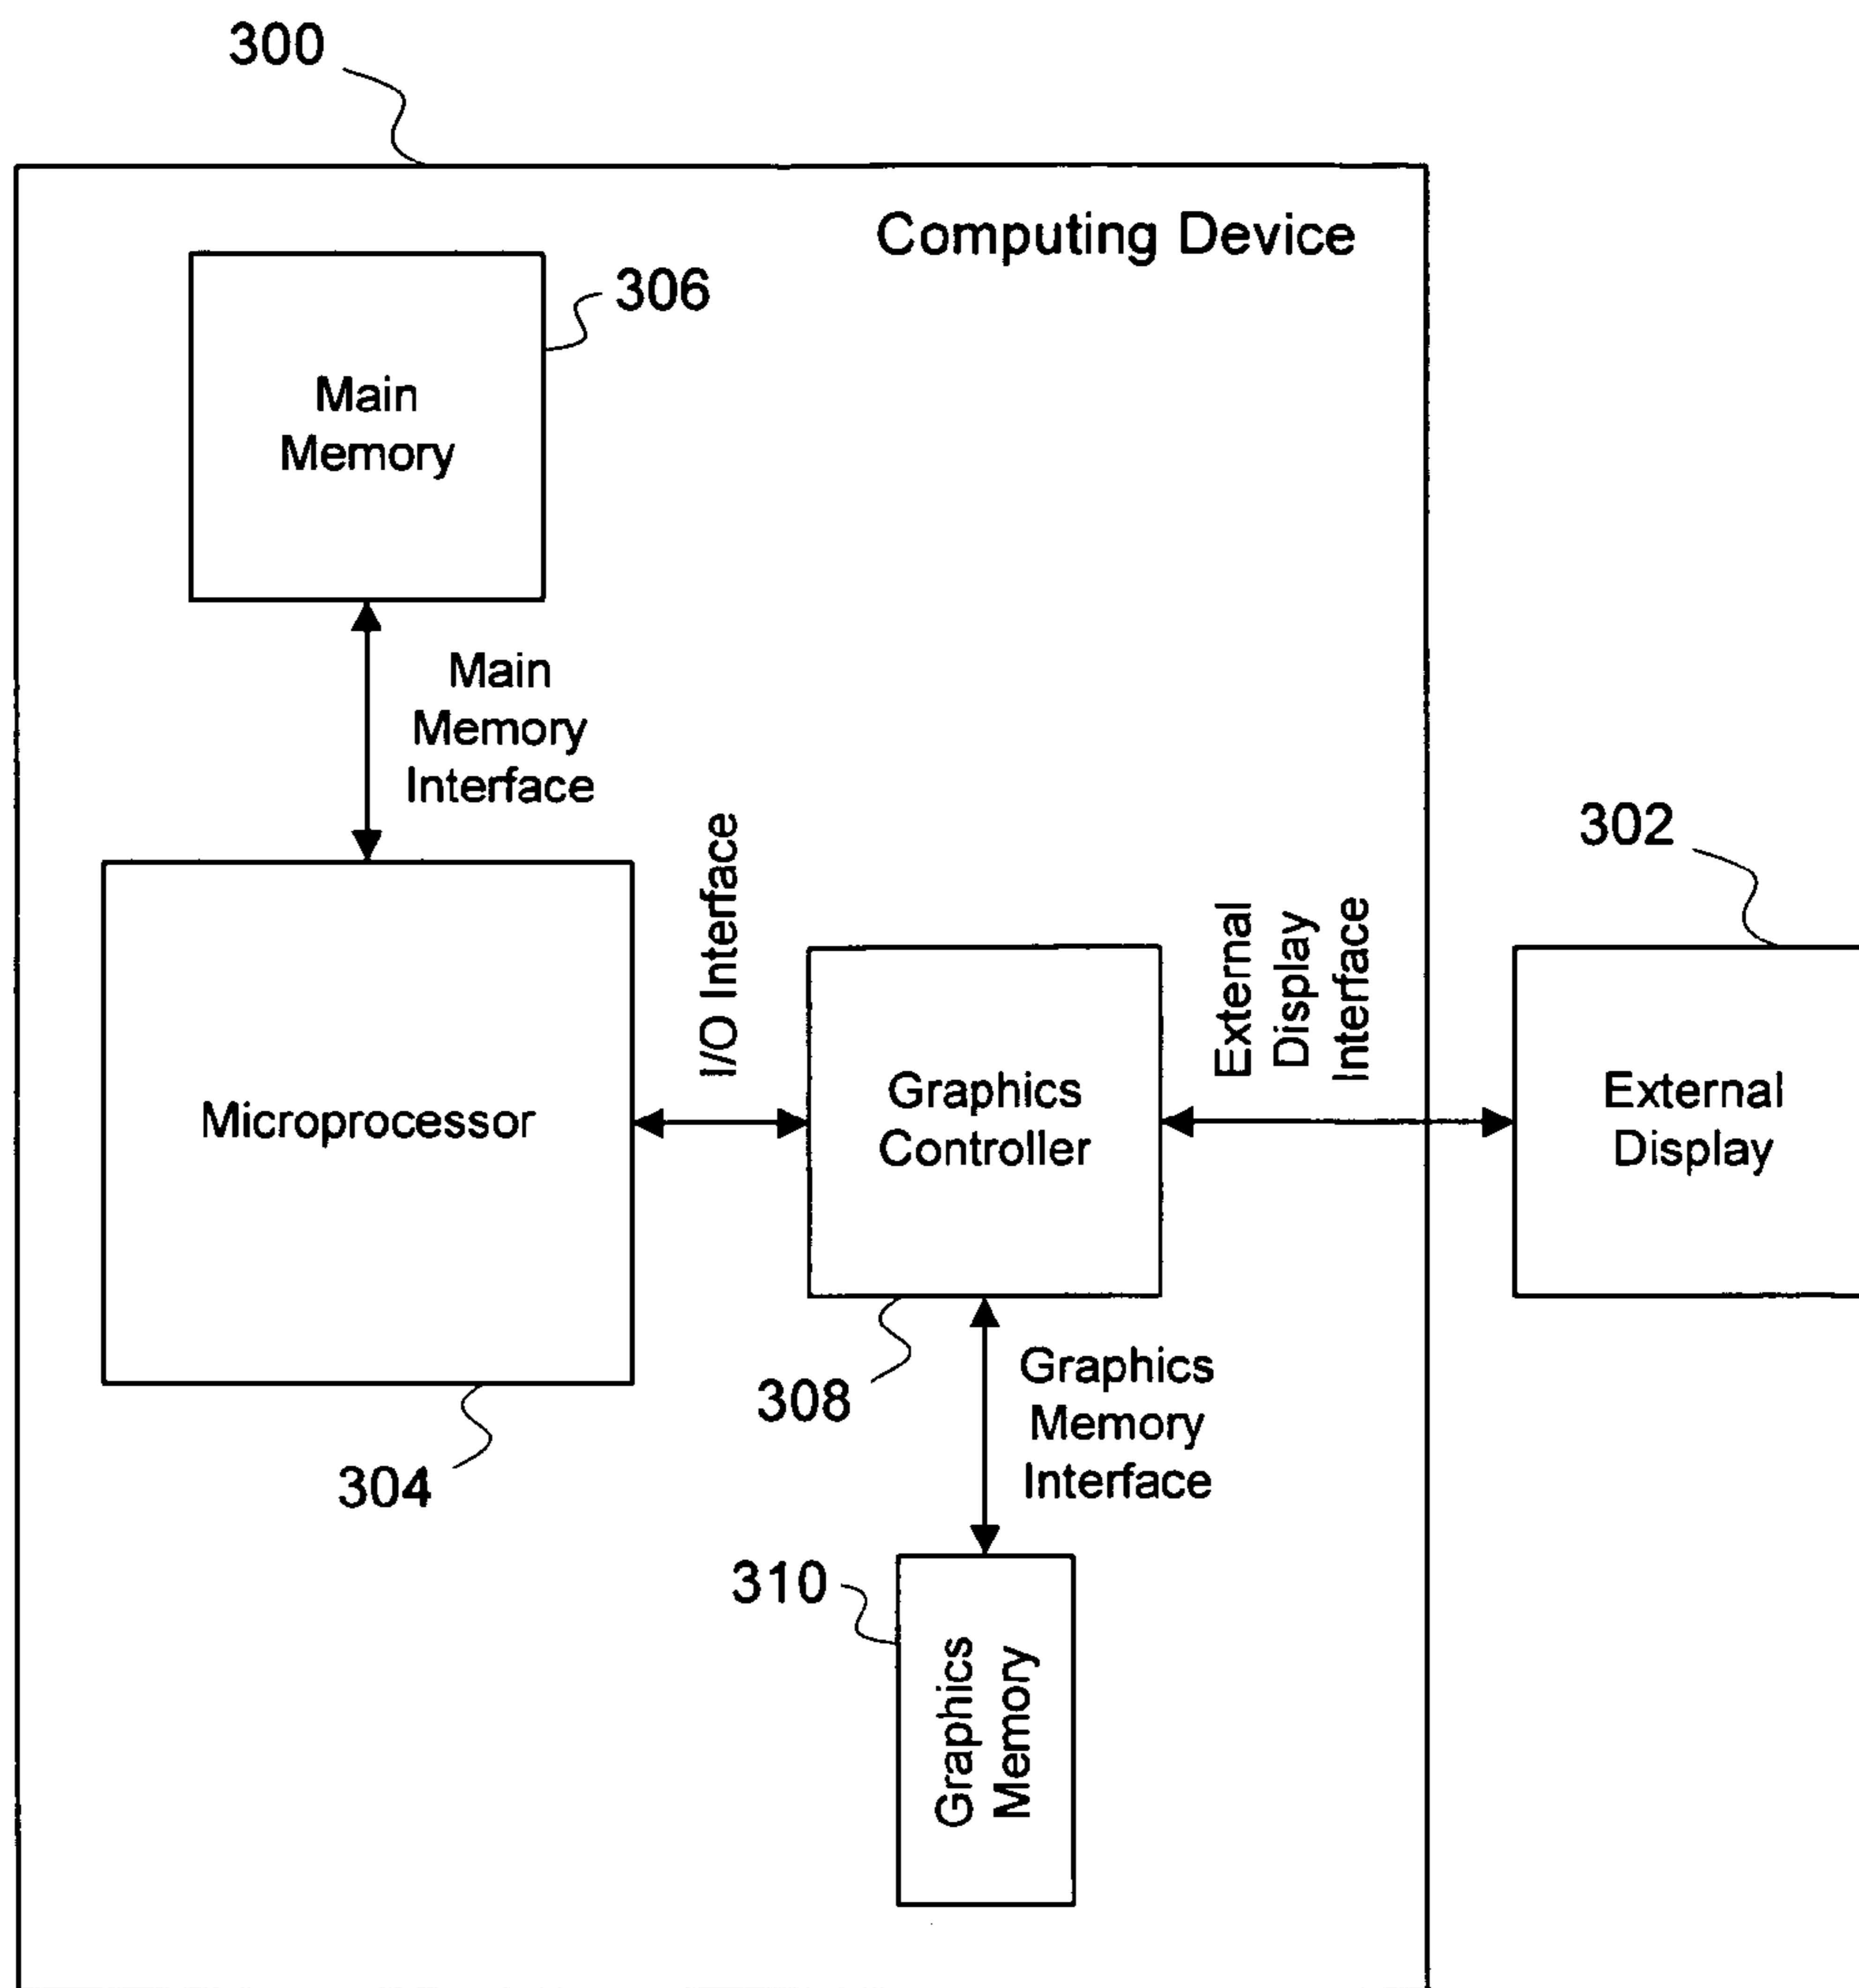 300
Computing Device
306
Main
Memory
Main
Memory
Interface
302
I/O Interface
External
Display
Interface
Microprocessor
Graphics
Controller
External
Display
308
Graphics
Memory
Interface
304
310
Graphics
Memory